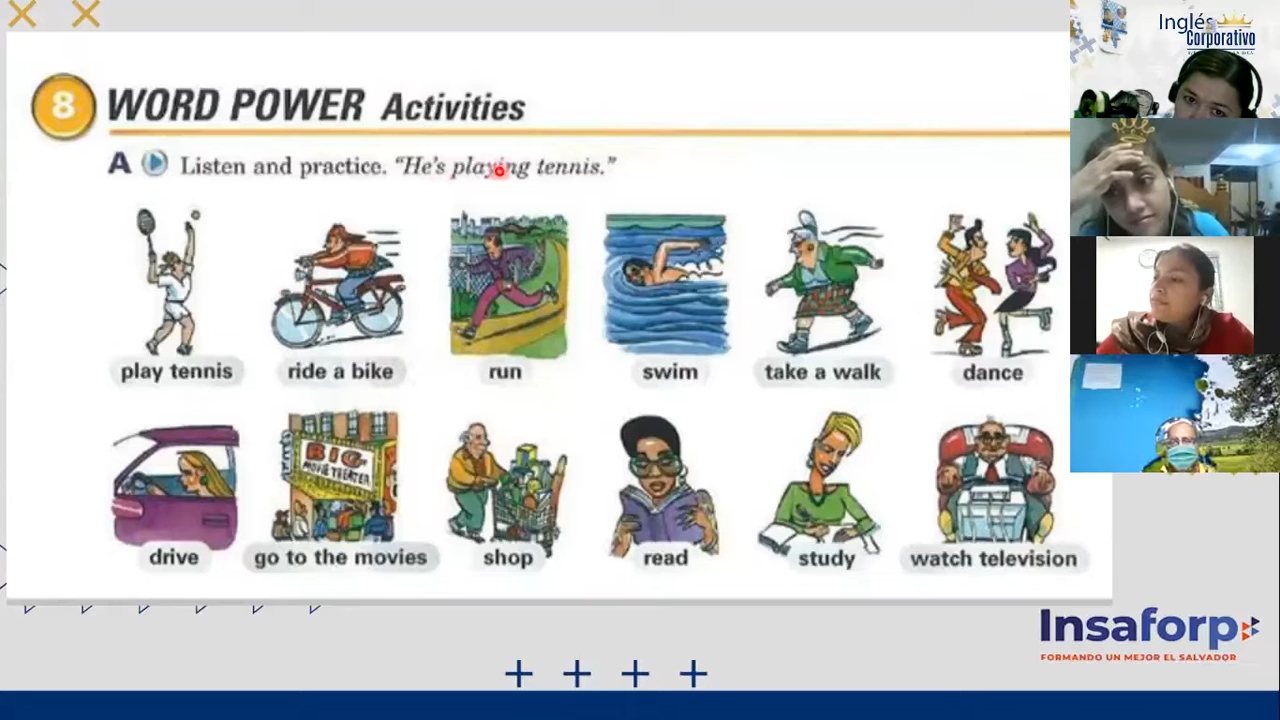 Inglés
Corporativo
8 WORD POWER Activities
A Listen and practice. “He's playing tennis.”
play tennis ride a bike run swim take a walk dance
BIG
MOVIE THEATER
drive go to the movies shop read study watch television
Insaforp
FORMANDO UN MEJOR EL SALVADOR